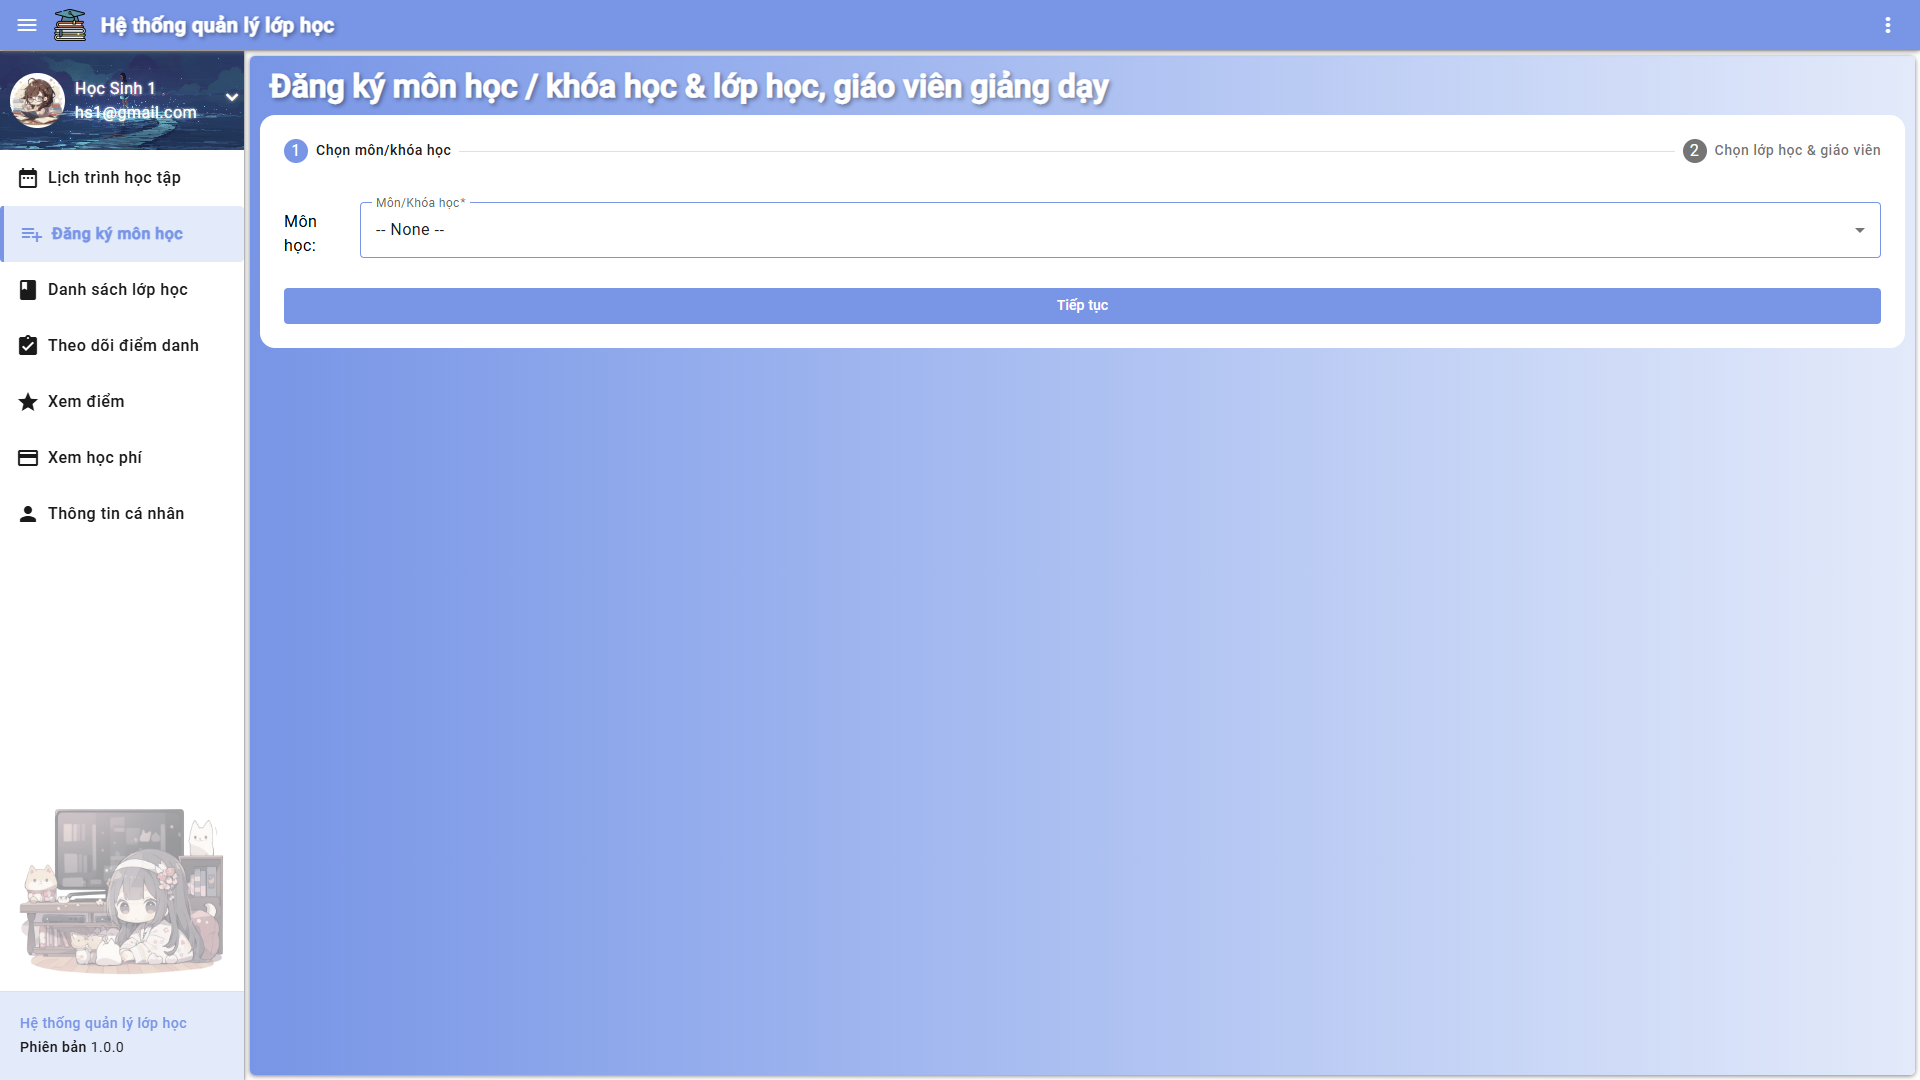 Hệ thống quản lý lớp học
Học Sinh 1
hs1@gmail.com
Lịch trình học tập
Đăng ký môn học
Danh sách lớp học
Theo dõi điểm danh
Xem điểm
Xem học phí
Thông tin cá nhân
Hệ thống quản lý lớp học
Phiên bản 1.0.0
Đăng ký môn học / khóa học & lớp học, giáo viên giảng dạy
1 Chọn môn/khóa học
2 Chọn lớp học & giáo viên
Môn
học:
Môn/Khóa học*
-- None --
Tiếp tục